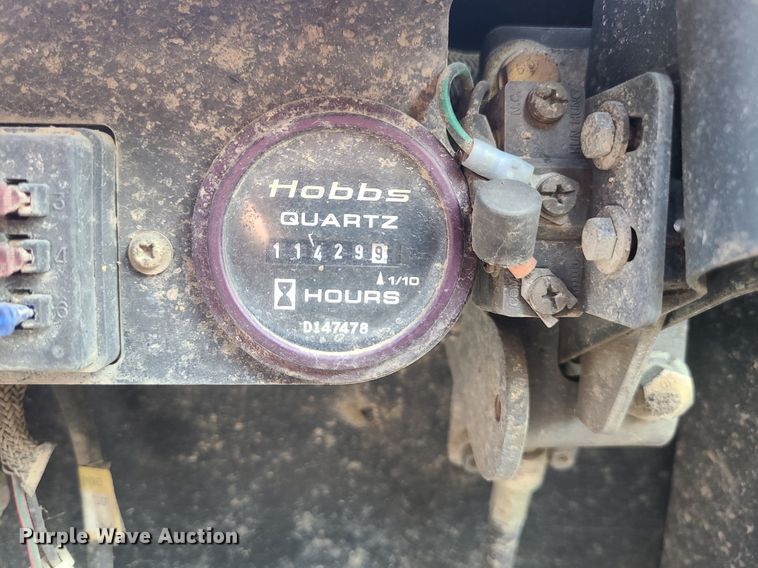 Hobbs
QUARTZ
114299
1/10
HOURS
D147478
3
4
6
N.C.
Purple Wave Auction